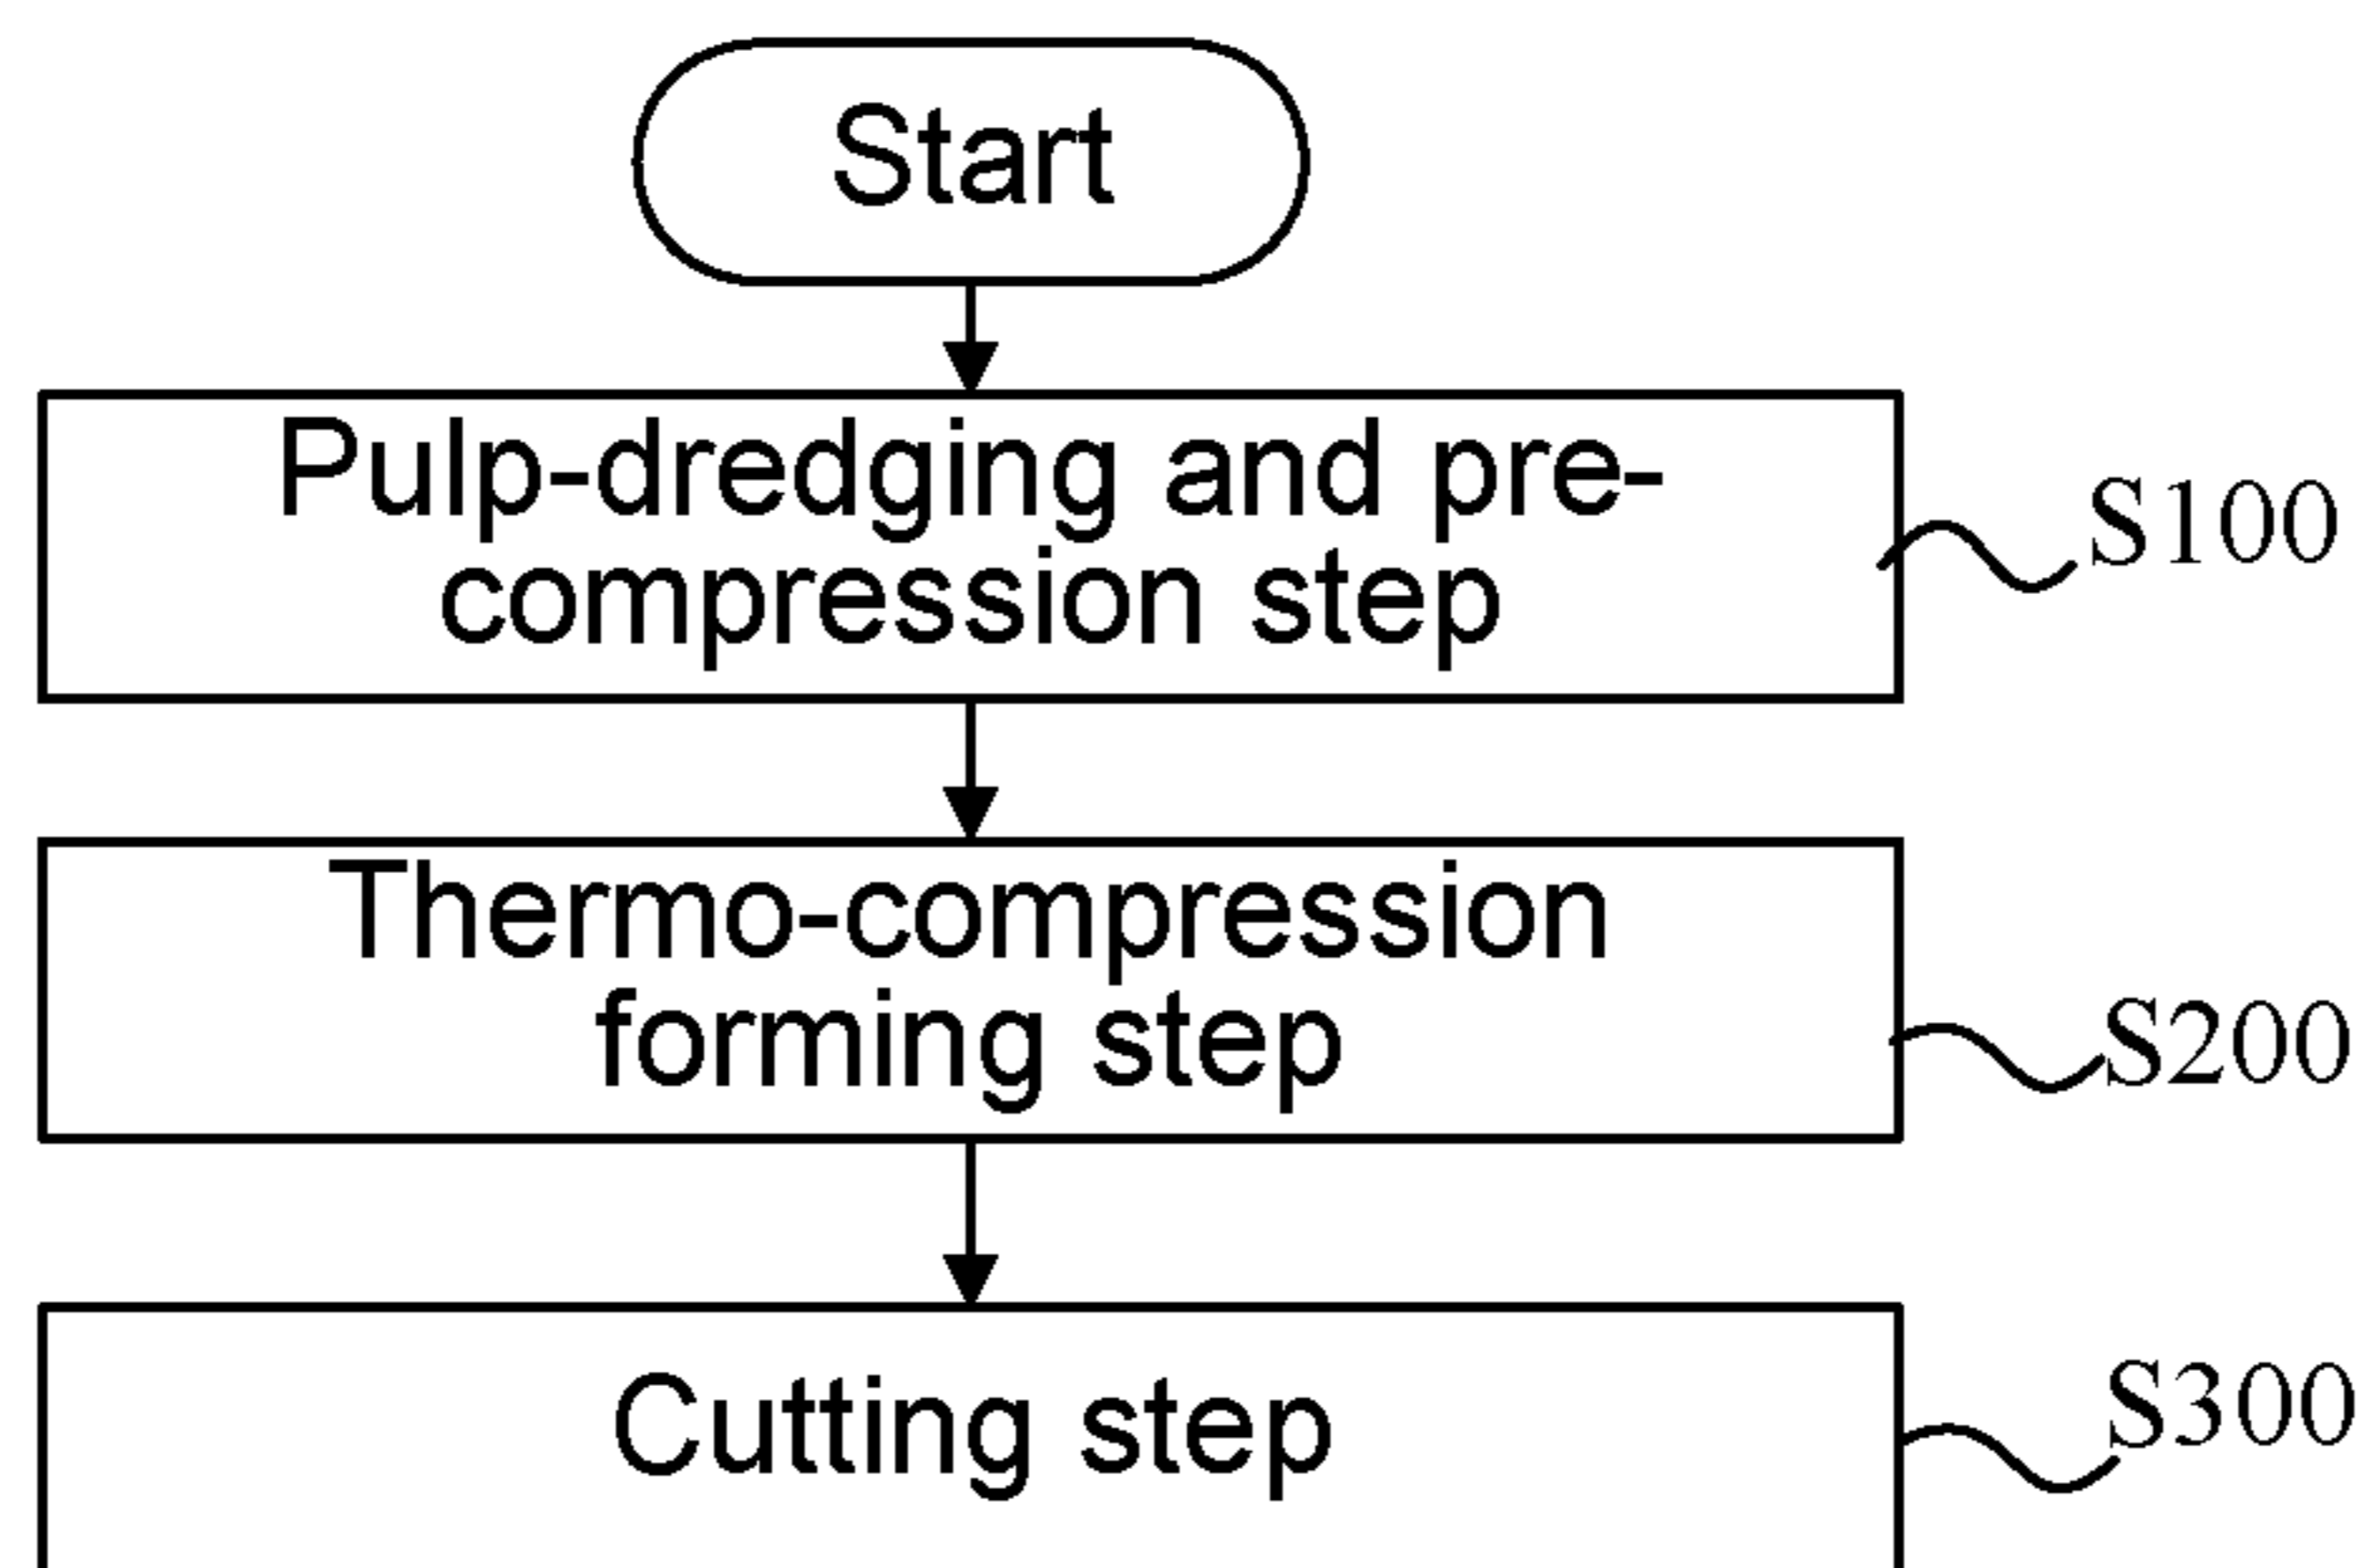 Start
Pulp-dredging and pre-
compression step
S100
Thermo-compression
forming step
S200
Cutting step
S300